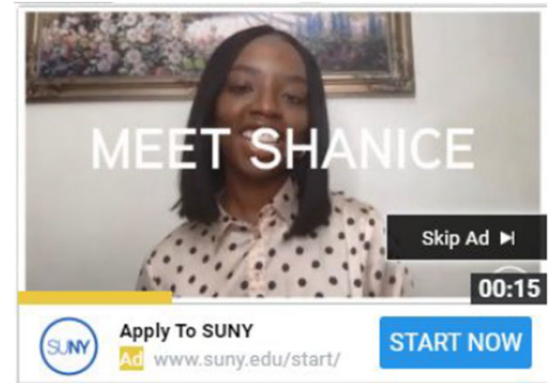 MEET SHANICE
Skip Ad
00:15
SUNY
Apply To SUNY
Ad www.suny.edu/start/
START NOW